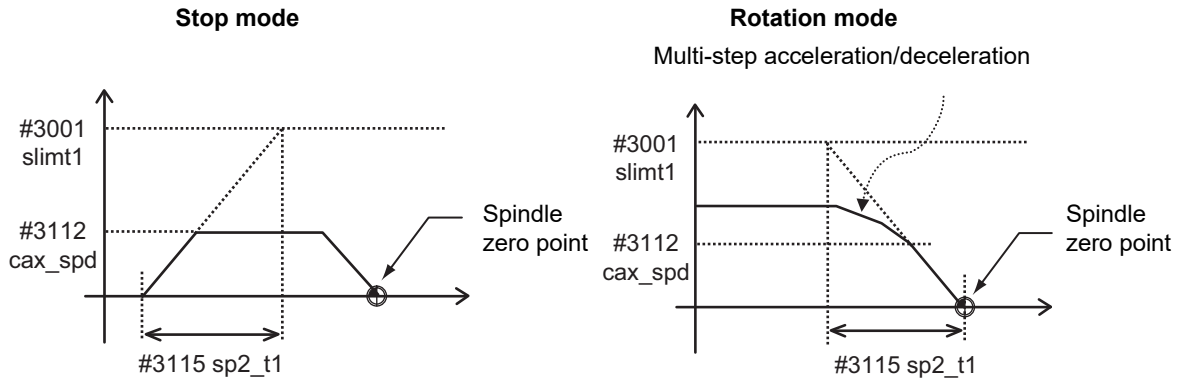 Stop mode
#3001
slimt1
#3112
cax_spd
Spindle
zero point
#3115 sp2_t1
Rotation mode
Multi-step acceleration/deceleration
#3001
slimt1
#3112
cax_spd
Spindle
zero point
#3115 sp2_t1